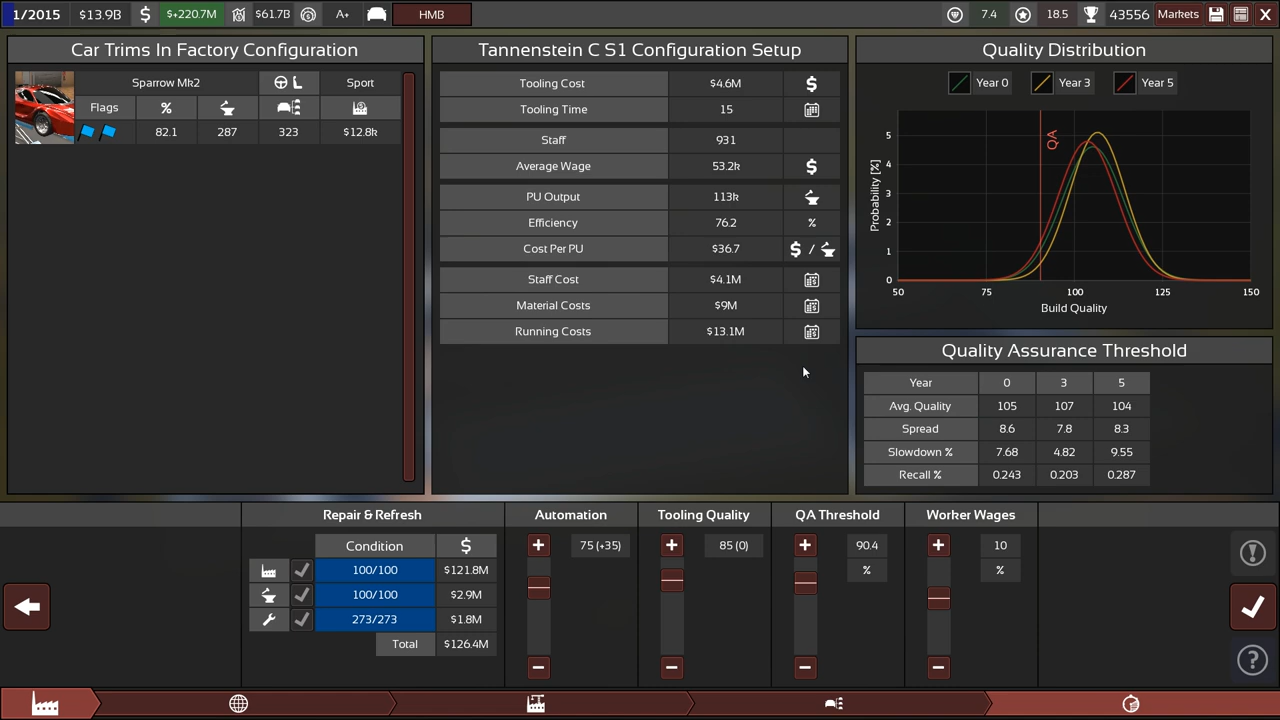 1/2015 $13.9B $+220.7M $61.7B A+ HMB 7.4 18.5 43556 Markets
Car Trims In Factory Configuration
Sparrow Mk2 Sport
Flags %
82.1 287 323 $12.8k
Tannenstein C S1 Configuration Setup
Tooling Cost $4.6M $
Tooling Time 15
Staff 931
Average Wage 53.2k $
PU Output 113k
Efficiency 76.2 %
Cost Per PU $36.7 $ /
Staff Cost $4.1M
Material Costs $9M
Running Costs $13.1M
Quality Distribution
Year 0 Year 3 Year 5
QA
Probability [%]
5
4
3
2
1
0
50 75 100 125 150
Build Quality
Quality Assurance Threshold
Year 0 3 5
Avg. Quality 105 107 104
Spread 8.6 7.8 8.3
Slowdown % 7.68 4.82 9.55
Recall % 0.243 0.203 0.287
Repair & Refresh
Condition $
100/100 $121.8M
100/100 $2.9M
273/273 $1.8M
Total $126.4M
Automation
75 (+35)
Tooling Quality
85 (0)
QA Threshold
90.4
%
Worker Wages
10
%